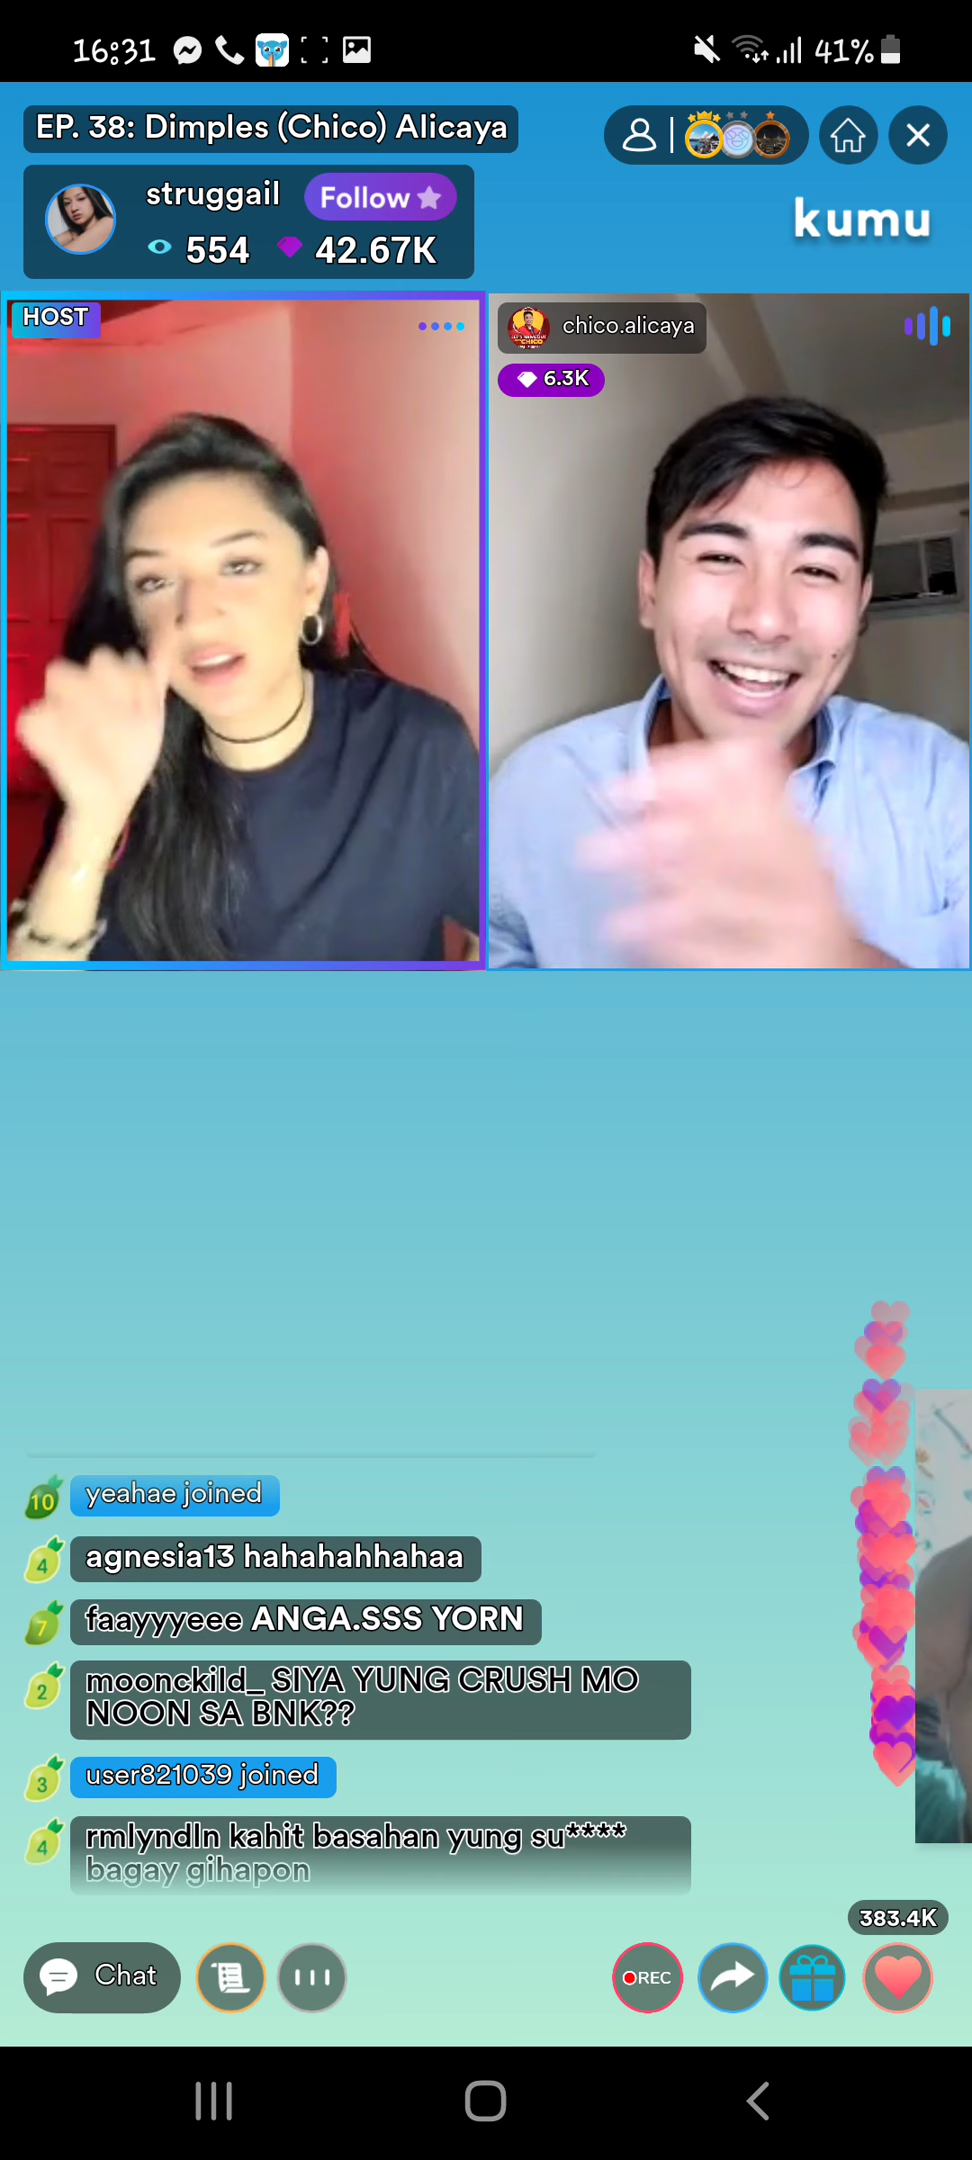 16:31
41%
EP. 38: Dimples (Chico) Alicaya
struggail
Follow
554
42.67K
kumu
HOST
chico.alicaya
6.3K
10
yeahae joined
4
agnesia13 hahahahhahaa
7
faayyyeee ANGA.SSS YORN
2
moonckild_ SIYA YUNG CRUSH MO
NOON SA BNK??
3
user821039 joined
4
rmlyndln kahit basahan yung su****
bagay gihapon
383.4K
Chat
REC